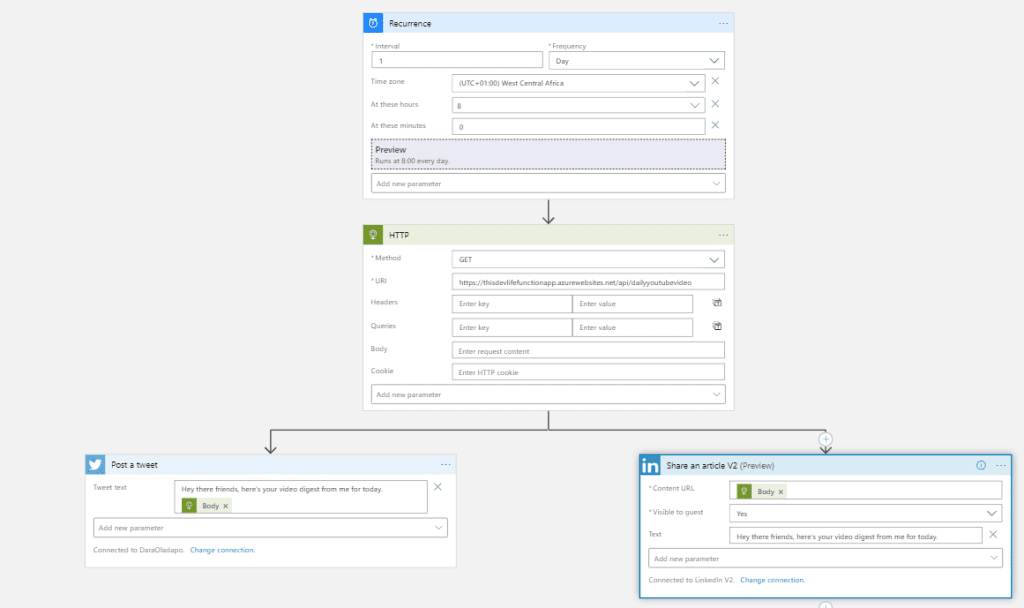 Recurrence
* Interval
* Frequency
1
Day
Time zone
(UTC+01:00) West Central Africa
At these hours
8
At these minutes
0
Preview
Runs at 8:00 every day.
Add new parameter
HTTP
* Method
GET
* URI
https://thisdevlifefunctionapp.azurewebsites.net/api/dailyyoutubevideo
Headers
Enter key
Enter value
Queries
Enter key
Enter value
Body
Enter request content
Cookie
Enter HTTP cookie
Add new parameter
Post a tweet
Tweet text
Hey there friends, here's your video digest from me for today.
Body
Add new parameter
Connected to DaraOladapo. Change connection.
in
Share an article V2 (Preview)
* Content URL
Body
* Visible to guest
Yes
Text
Hey there friends, here's your video digest from me for today.
Add new parameter
Connected to LinkedIn V2. Change connection.